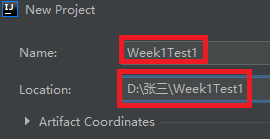 New Project
Name: Week1Test1
Location: D:\张三\Week1Test1
Artifact Coordinates